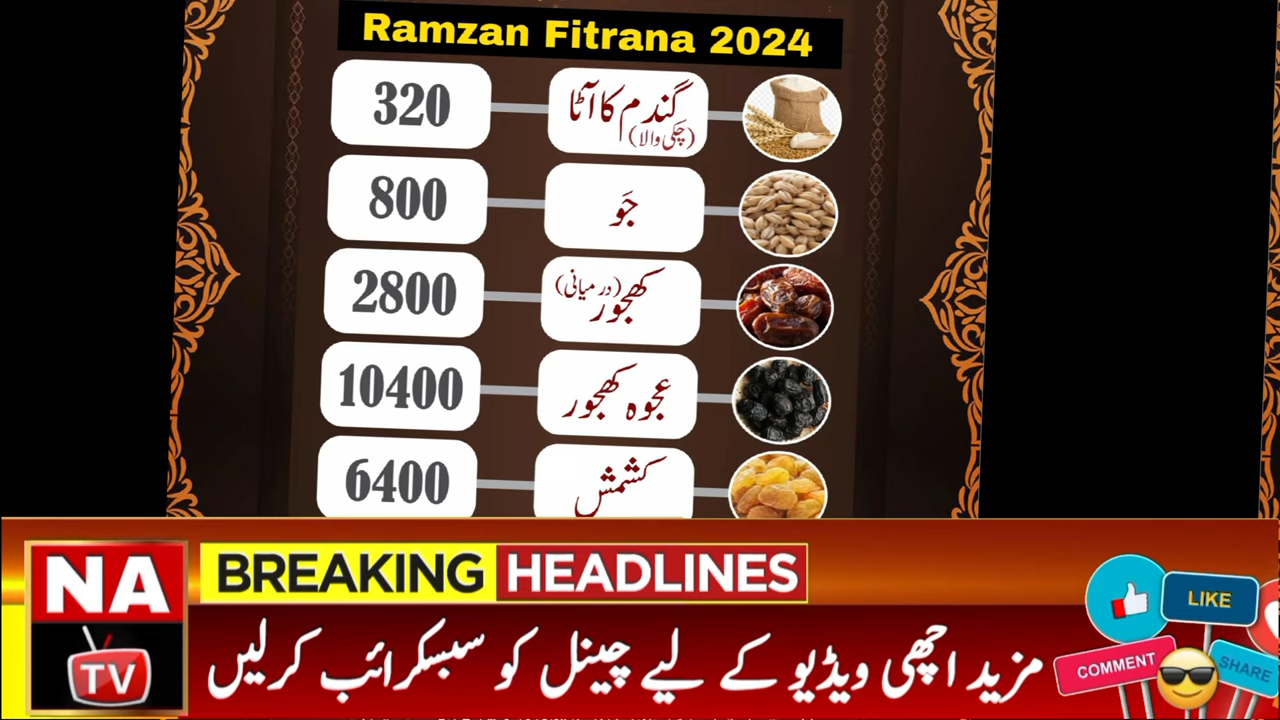 Ramzan Fitrana 2024
320 گندم کا آٹا (چکی والا)
800 جَو
2800 کھجور (درمیانی)
10400 عجوہ کھجور
6400 کشمش
NA TV
BREAKING HEADLINES
مزید اچھی ویڈیو کے لیے چینل کو سبسکرائب کرلیں
LIKE
COMMENT
SHARE